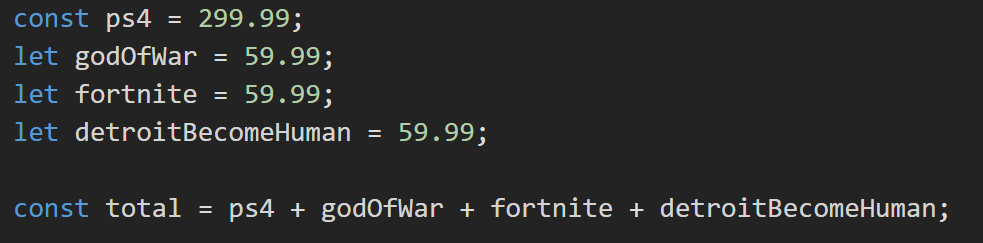 const ps4 = 299.99;
let godOfWar = 59.99;
let fortnite = 59.99;
let detroitBecomeHuman = 59.99;
const total = ps4 + godOfWar + fortnite + detroitBecomeHuman;